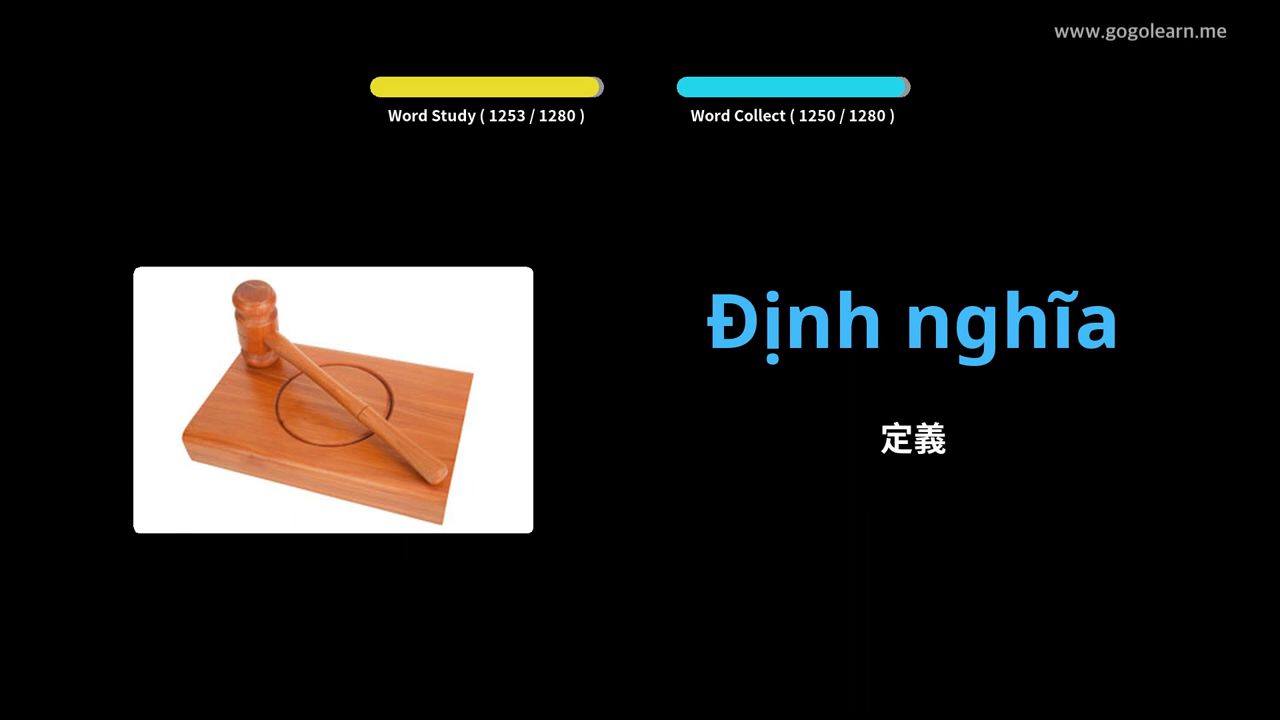 www.gogolearn.me
Word Study ( 1253 / 1280 )
Word Collect ( 1250 / 1280 )
Định nghĩa
定義